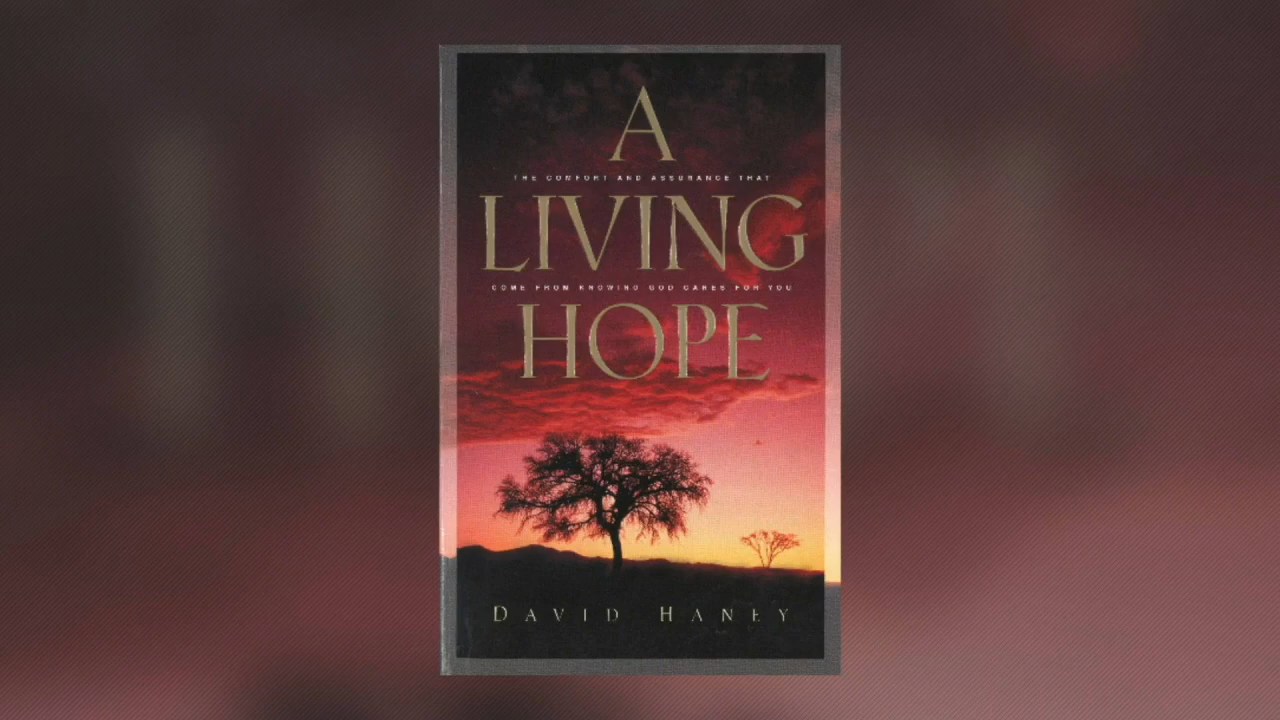 A
THE COMFORT AND ASSURANCE THAT
LIVING
COME FROM KNOWING GOD CARES FOR YOU
HOPE
DAVID HANEY